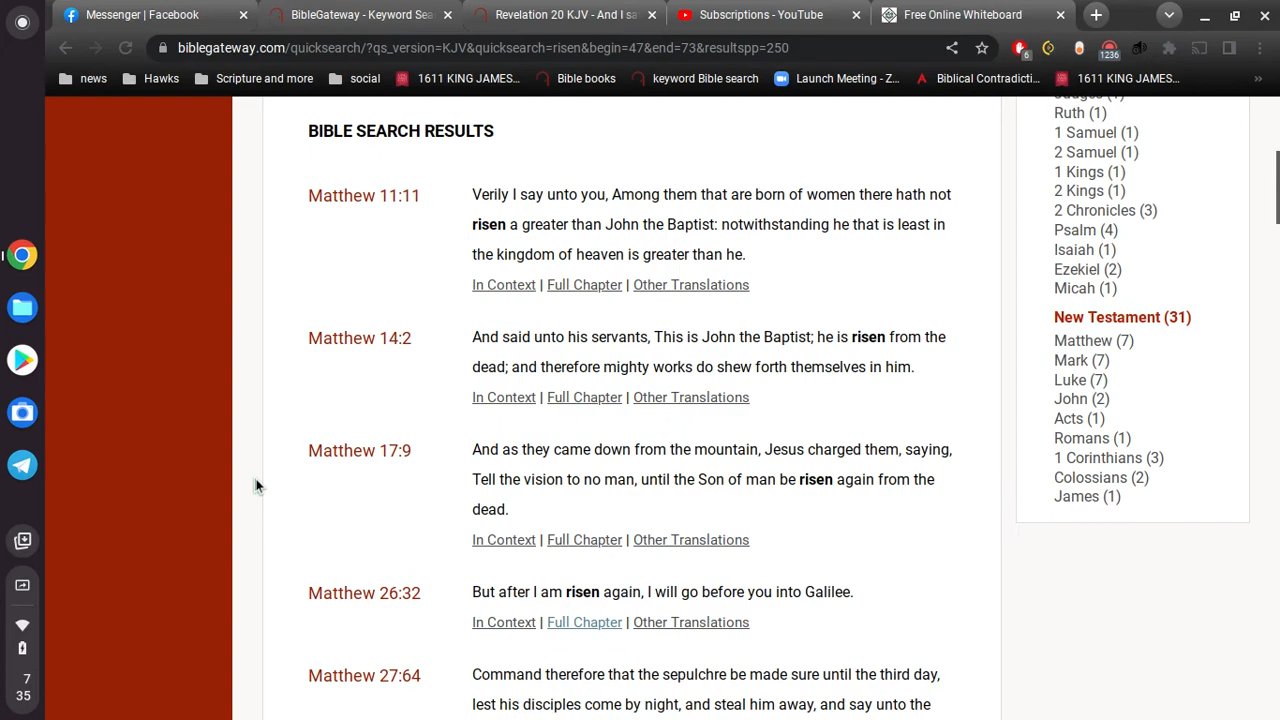 Messenger | Facebook
BibleGateway - Keyword Sea
Revelation 20 KJV - And I sa
Subscriptions - YouTube
Free Online Whiteboard
biblegateway.com/quicksearch/?qs_version=KJV&quicksearch=risen&begin=47&end=73&resultspp=250
6
1236
news
Hawks
Scripture and more
social
1611 KING JAMES...
Bible books
keyword Bible search
Launch Meeting - Z...
Biblical Contradicti...
1611 KING JAMES...
BIBLE SEARCH RESULTS
Matthew 11:11
Verily I say unto you, Among them that are born of women there hath not
risen a greater than John the Baptist: notwithstanding he that is least in
the kingdom of heaven is greater than he.
In Context | Full Chapter | Other Translations
Matthew 14:2
And said unto his servants, This is John the Baptist; he is risen from the
dead; and therefore mighty works do shew forth themselves in him.
In Context | Full Chapter | Other Translations
Matthew 17:9
And as they came down from the mountain, Jesus charged them, saying,
Tell the vision to no man, until the Son of man be risen again from the
dead.
In Context | Full Chapter | Other Translations
Matthew 26:32
But after I am risen again, I will go before you into Galilee.
In Context | Full Chapter | Other Translations
Matthew 27:64
Command therefore that the sepulchre be made sure until the third day,
lest his disciples come by night, and steal him away, and say unto the
Judges (1)
Ruth (1)
1 Samuel (1)
2 Samuel (1)
1 Kings (1)
2 Kings (1)
2 Chronicles (3)
Psalm (4)
Isaiah (1)
Ezekiel (2)
Micah (1)
New Testament (31)
Matthew (7)
Mark (7)
Luke (7)
John (2)
Acts (1)
Romans (1)
1 Corinthians (3)
Colossians (2)
James (1)
7
35